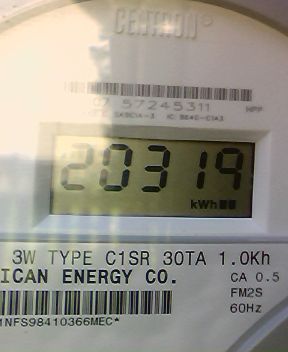 CENTRON®
07 57245311
20319
kWh
3W TYPE C1SR 30TA 1.0Kh
ICAN ENERGY CO.
CA 0.5
FM2S
60Hz
1NFS98410366MEC*